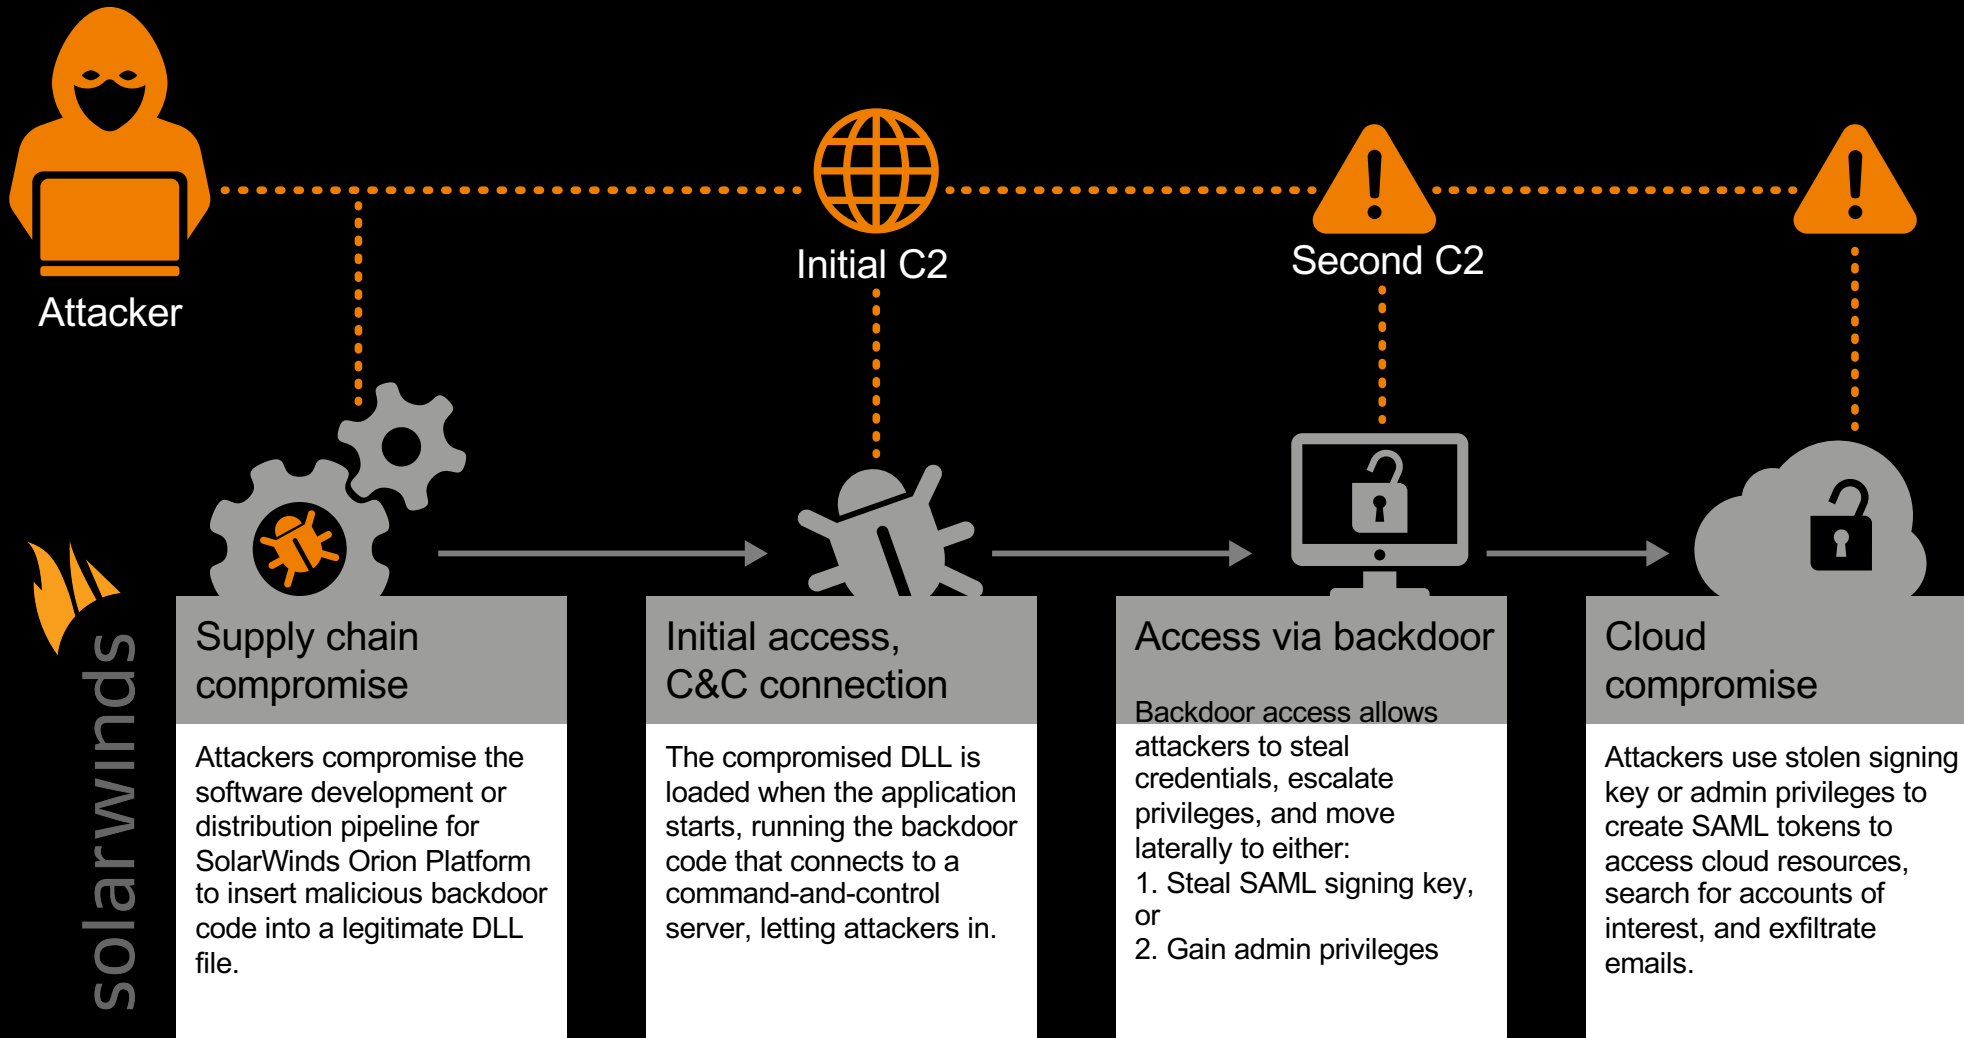 Attacker
Initial C2
Second C2
solarwinds
Supply chain
compromise
Attackers compromise the
software development or
distribution pipeline for
SolarWinds Orion Platform
to insert malicious backdoor
code into a legitimate DLL
file.
Initial access,
C&C connection
The compromised DLL is
loaded when the application
starts, running the backdoor
code that connects to a
command-and-control
server, letting attackers in.
Access via backdoor
Backdoor access allows
attackers to steal
credentials, escalate
privileges, and move
laterally to either:
1. Steal SAML signing key,
or
2. Gain admin privileges
Cloud
compromise
Attackers use stolen signing
key or admin privileges to
create SAML tokens to
access cloud resources,
search for accounts of
interest, and exfiltrate
emails.